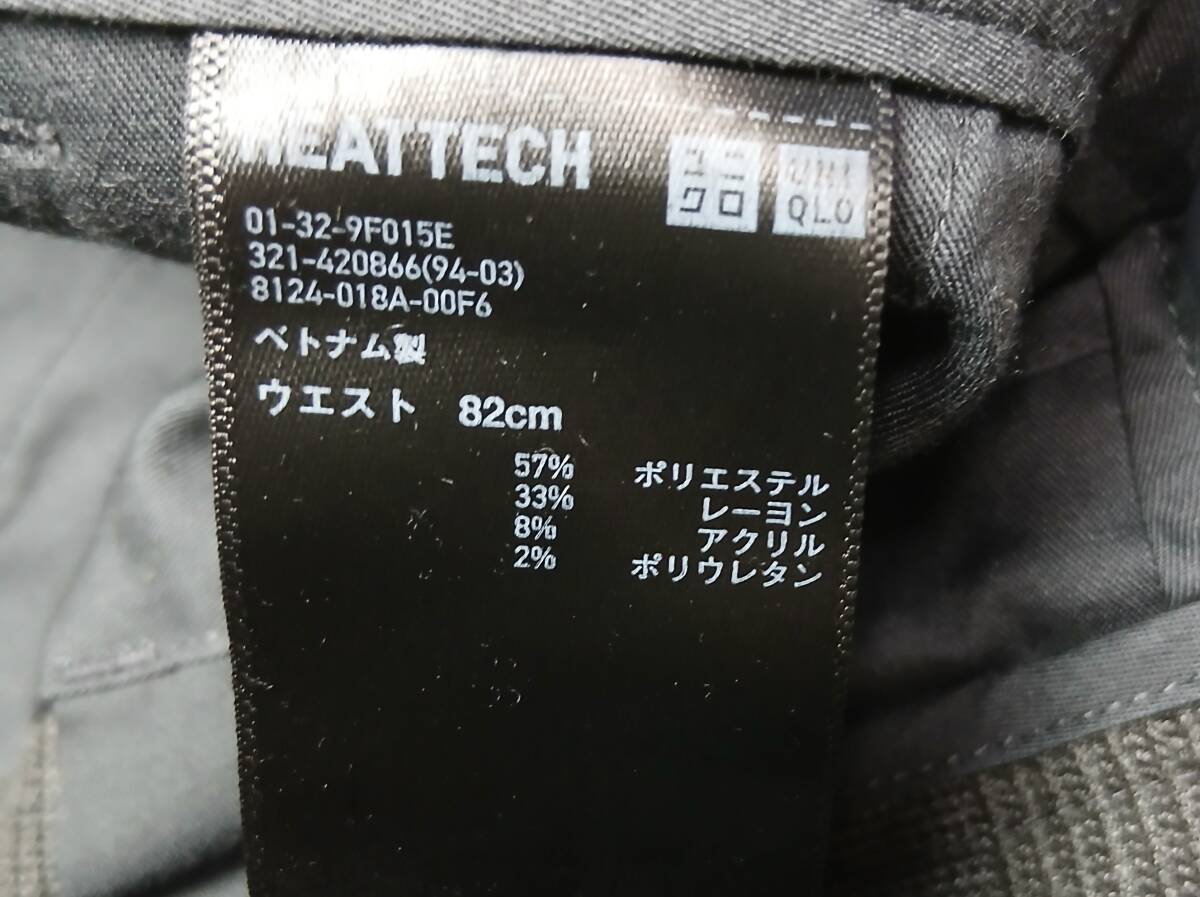 HEATTECH
ユニ
クロ
UNI
QLO
01-32-9F015E
321-420866(94-03)
8124-018A-00F6
ベトナム製
ウエスト 82cm
57% ポリエステル
33% レーヨン
8% アクリル
2% ポリウレタン